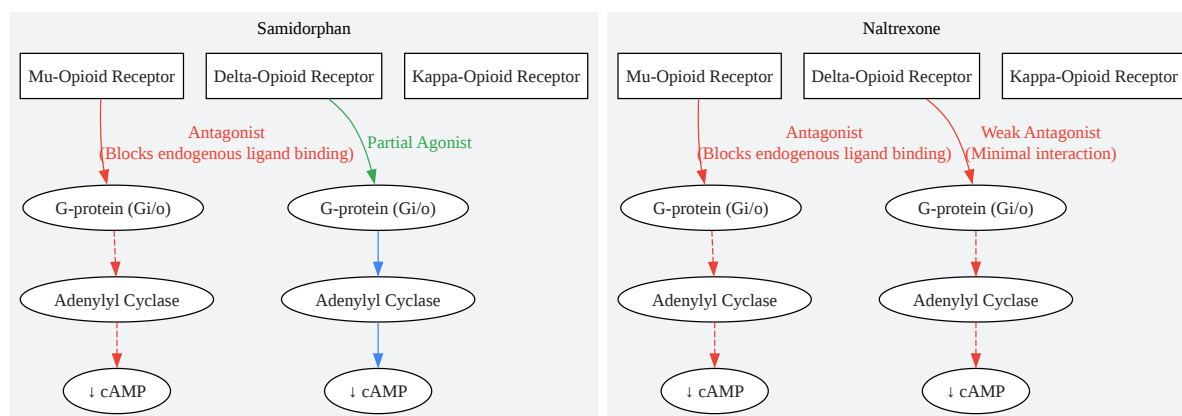 Samidorphan
Mu-Opioid Receptor
Delta-Opioid Receptor
Kappa-Opioid Receptor
Antagonist
(Blocks endogenous ligand binding)
Partial Agonist
G-protein (Gi/o)
G-protein (Gi/o)
Adenylyl Cyclase
Adenylyl Cyclase
↓ cAMP
↓ cAMP
Naltrexone
Mu-Opioid Receptor
Delta-Opioid Receptor
Kappa-Opioid Receptor
Antagonist
(Blocks endogenous ligand binding)
Weak Antagonist
(Minimal interaction)
G-protein (Gi/o)
G-protein (Gi/o)
Adenylyl Cyclase
Adenylyl Cyclase
↓ cAMP
↓ cAMP